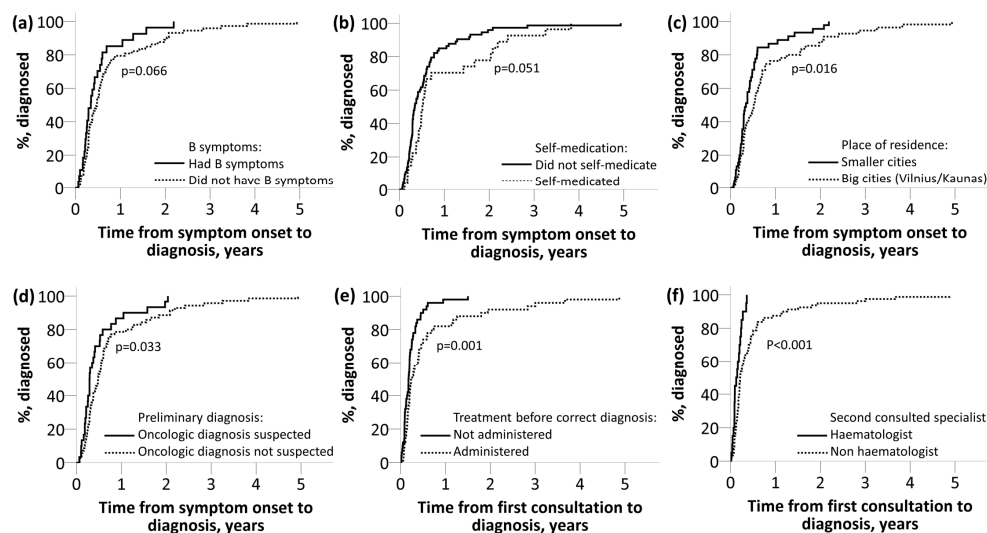 (a)
100
80
60
40
20
0
%, diagnosed
p=0.066
B symptoms:
Had B symptoms
Did not have B symptoms
0 1 2 3 4 5
Time from symptom onset to
diagnosis, years
(b)
100
80
60
40
20
0
%, diagnosed
p=0.051
Self-medication:
Did not self-medicate
Self-medicated
0 1 2 3 4 5
Time from symptom onset to
diagnosis, years
(c)
100
80
60
40
20
0
%, diagnosed
p=0.016
Place of residence:
Smaller cities
Big cities (Vilnius/Kaunas)
0 1 2 3 4 5
Time from symptom onset to
diagnosis, years
(d)
100
80
60
40
20
0
%, diagnosed
p=0.033
Preliminary diagnosis:
Oncologic diagnosis suspected
Oncologic diagnosis not suspected
0 1 2 3 4 5
Time from symptom onset to
diagnosis, years
(e)
100
80
60
40
20
0
%, diagnosed
p=0.001
Treatment before correct diagnosis:
Not administered
Administered
0 1 2 3 4 5
Time from first consultation to
diagnosis, years
(f)
100
80
60
40
20
0
%, diagnosed
P<0.001
Second consulted specialist
Haematologist
Non haematologist
0 1 2 3 4 5
Time from first consultation to
diagnosis, years